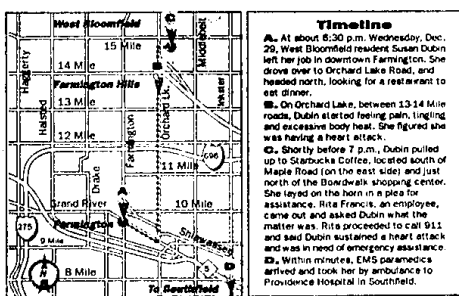 West Bloomfield
15 Mile
14 Mile
Farmington Hills
13 Mile
12 Mile
11 Mile
10 Mile
9 Mile
8 Mile
Haggerty
Halsted
Drake
Farmington
Orchard Lk.
Middlebelt
Inkster
Grand River
Farmington
Shiawassee
696
275
5
N
A
B
C
D
To Southfield
Timeline
A. At about 6:30 p.m. Wednesday, Dec.
29, West Bloomfield resident Susan Dubin
left her job in downtown Farmington. She
drove over to Orchard Lake Road, and
headed north, looking for a restaurant to
eat dinner.
B. On Orchard Lake, between 13-14 Mile
roads, Dubin started feeling pain, tingling
and excessive body heat. She figured she
was having a heart attack.
C. Shortly before 7 p.m., Dubin pulled
up to Starbucks Coffee, located south of
Maple Road (on the east side) and just
north of the Boardwalk shopping center.
She layed on the horn in a plea for
assistance. Rita Francis, an employee,
came out and asked Dubin what the
matter was. Rita proceeded to call 911
and said Dubin sustained a heart attack
and was in need of emergency assistance.
D. Within minutes, EMS paramedics
arrived and took her by ambulance to
Providence Hospital in Southfield.